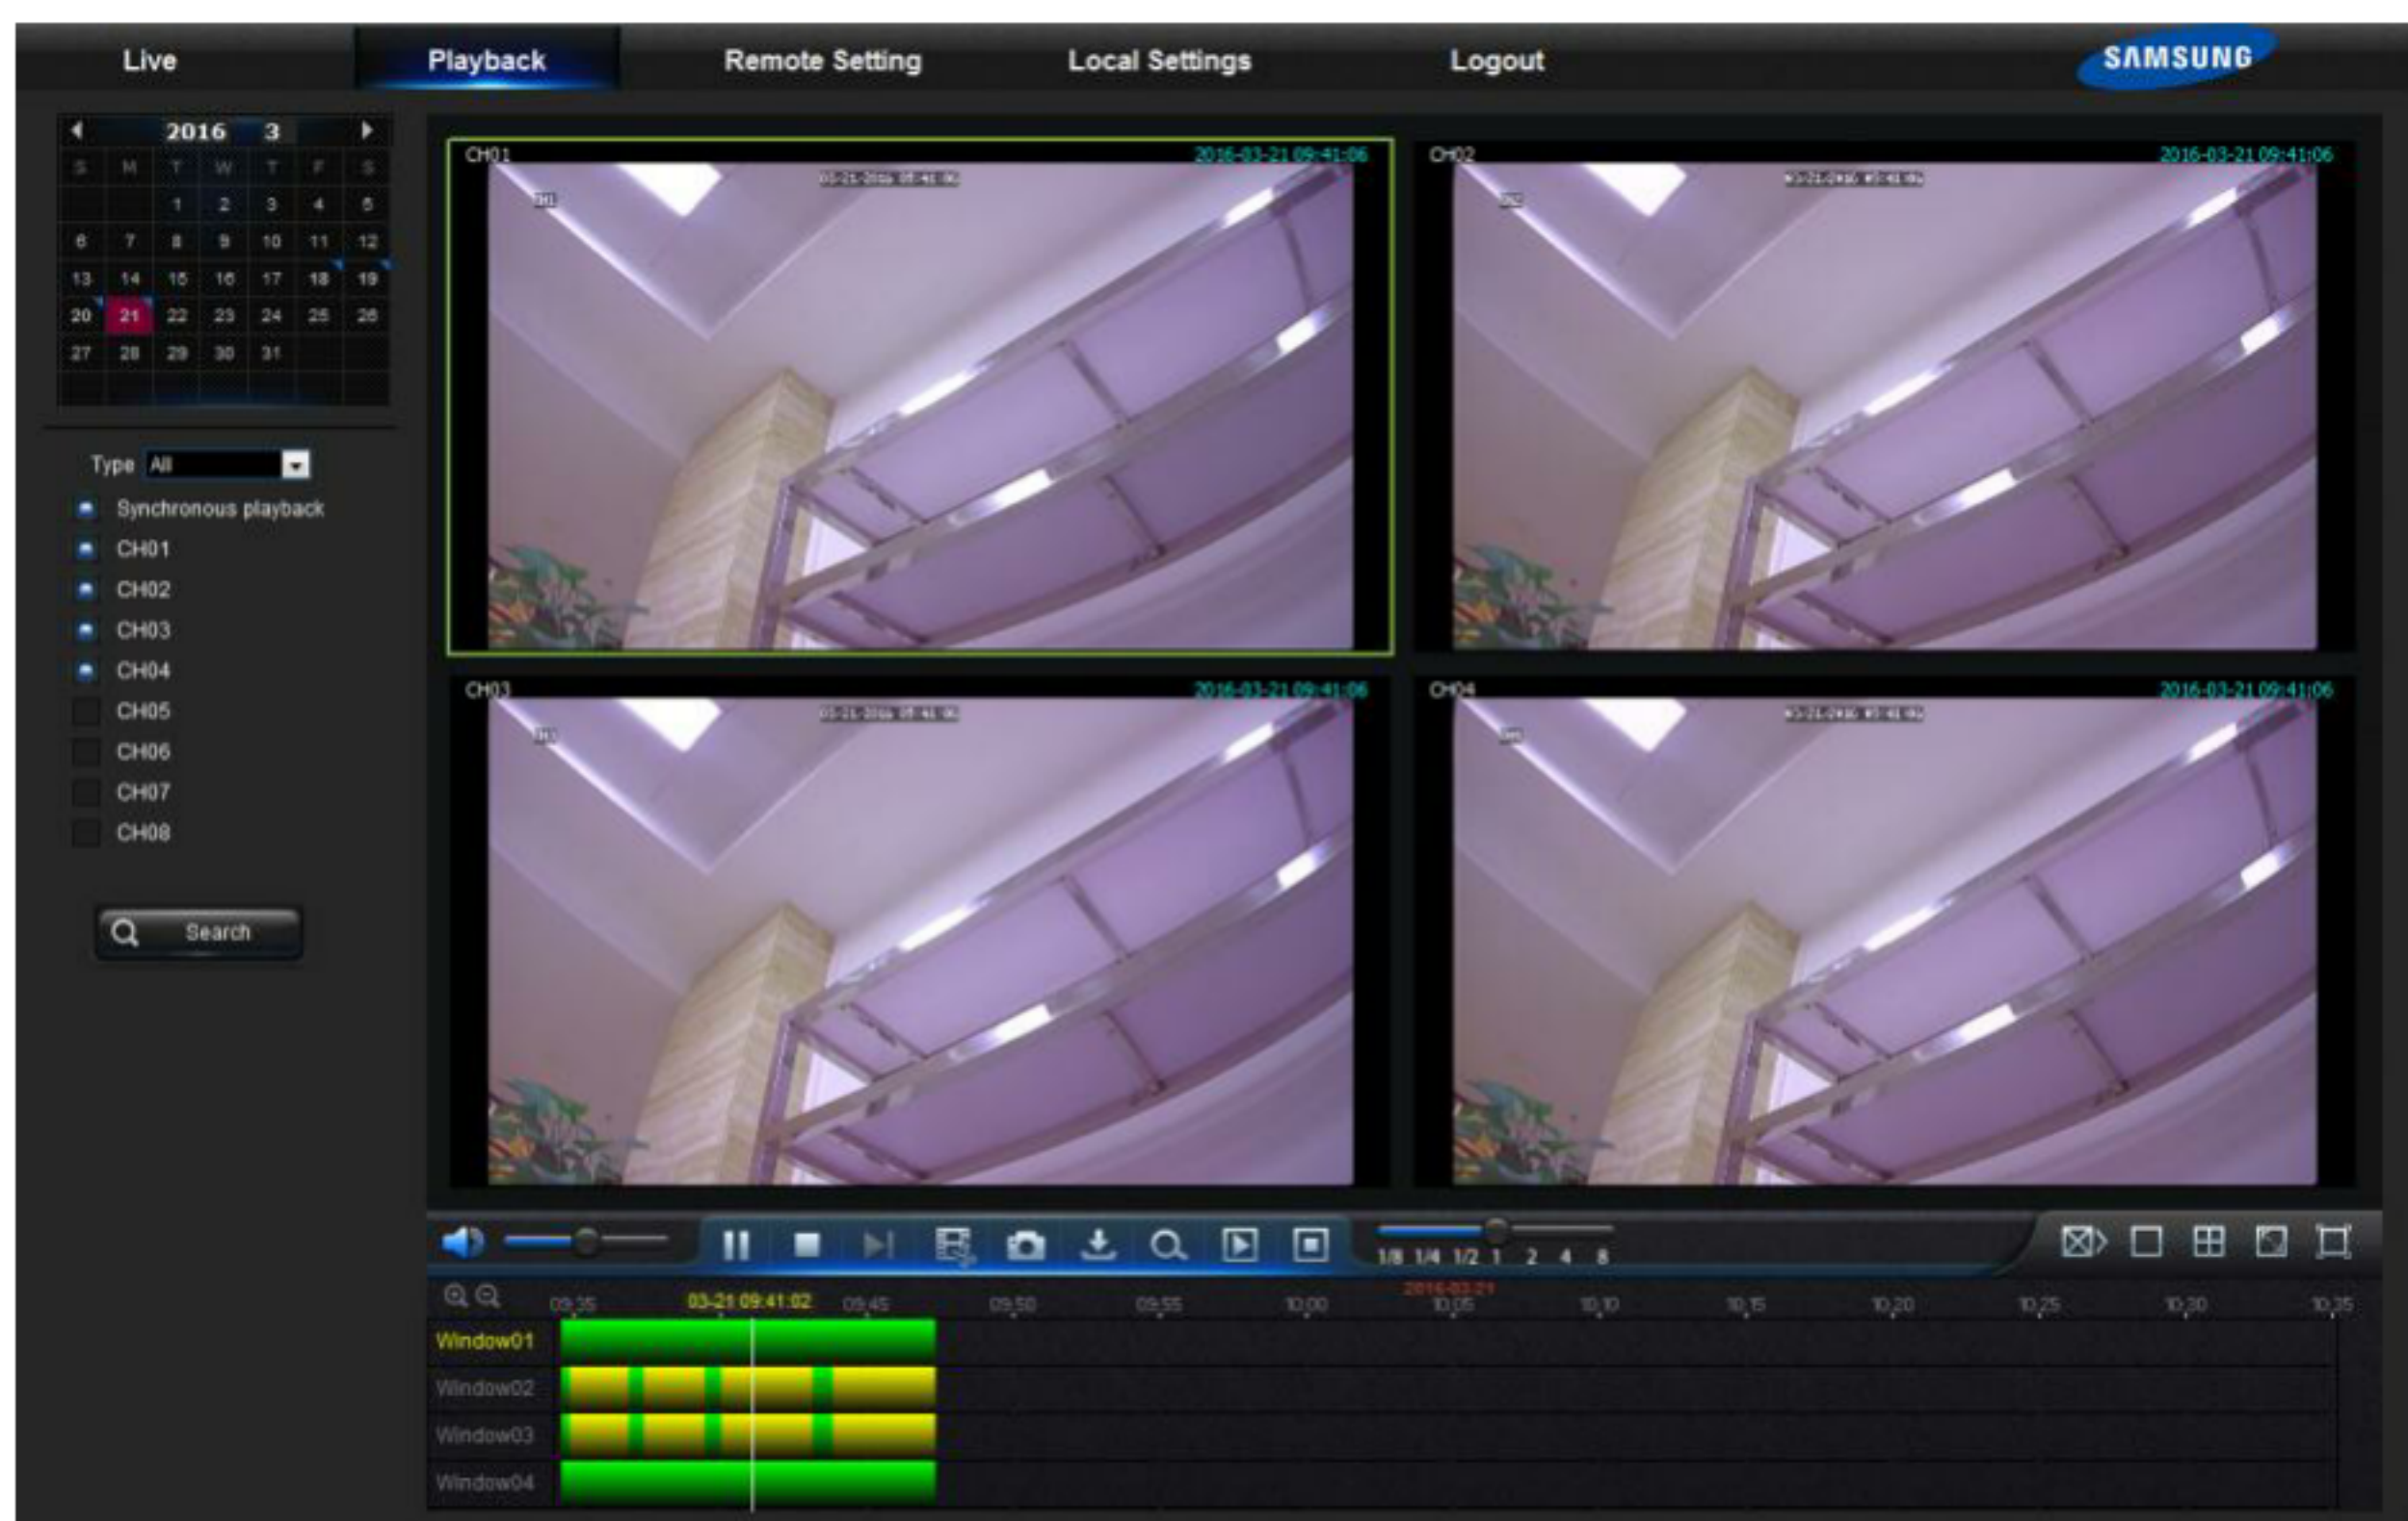 Live Playback Remote Setting Local Settings Logout SAMSUNG
2016 3
S M T W T F S
1 2 3 4 5
6 7 8 9 10 11 12
13 14 15 16 17 18 19
20 21 22 23 24 25 26
27 28 29 30 31
Type All
Synchronous playback
CH01
CH02
CH03
CH04
CH05
CH06
CH07
CH08
Search
CH01 2016-03-21 09:41:06
CH02 2016-03-21 09:41:06
CH03 2016-03-21 09:41:06
CH04 2016-03-21 09:41:06
1/8 1/4 1/2 1 2 4 8
2016-03-21
09,35 03-21 09:41:02 09,45 09,50 09,55 10,00 10,05 10,10 10,15 10,20 10,25 10,30 10,35
Window01
Window02
Window03
Window04